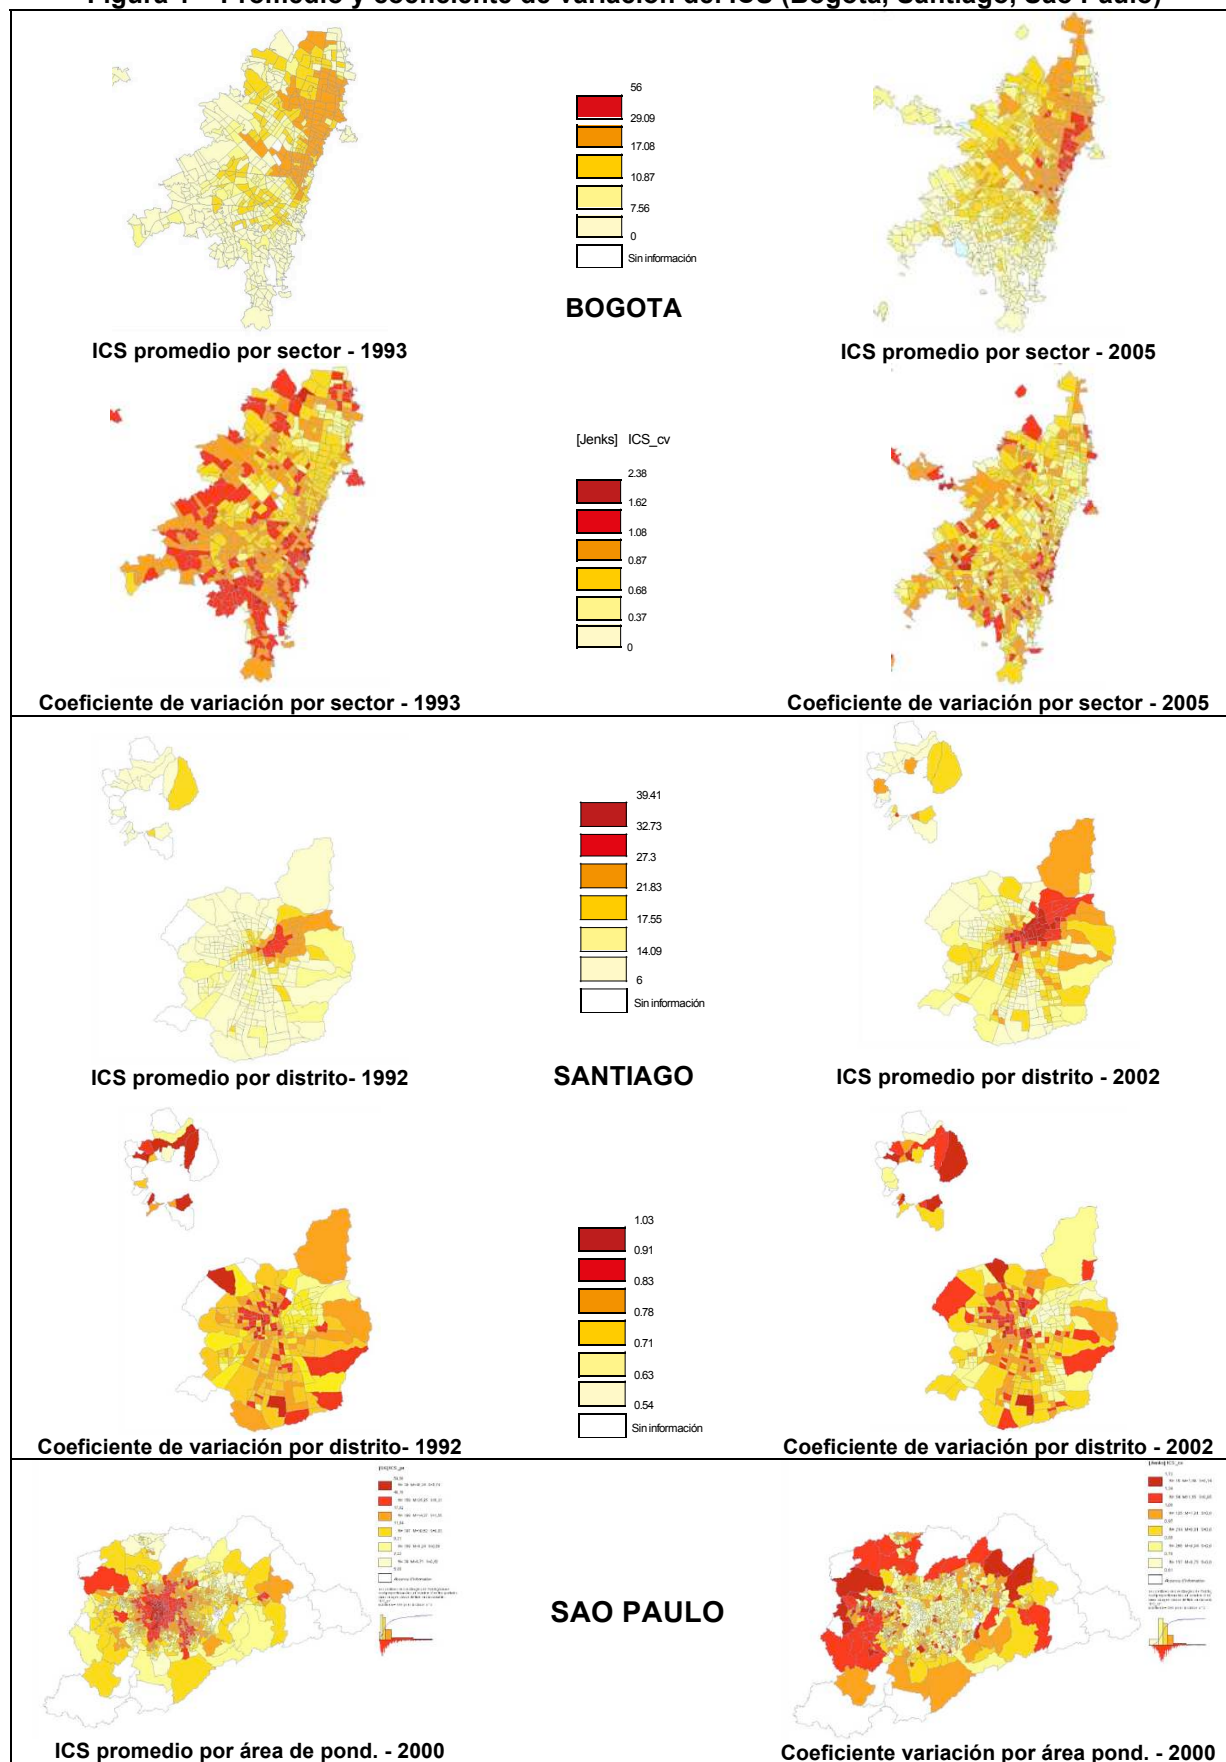 Figura 1 – Promedio y coeficiente de variación del ICS (Bogotá, Santiago, Sao Paulo)
56
29.09
17.08
10.87
7.56
0
Sin información
BOGOTA
ICS promedio por sector - 1993
ICS promedio por sector - 2005
[Jenks] ICS_cv
2.38
1.62
1.08
0.87
0.68
0.37
0
Coeficiente de variación por sector - 1993
Coeficiente de variación por sector - 2005
39.41
32.73
27.3
21.83
17.55
14.09
6
Sin información
ICS promedio por distrito- 1992
SANTIAGO
ICS promedio por distrito - 2002
1.03
0.91
0.83
0.78
0.71
0.63
0.54
Sin información
Coeficiente de variación por distrito- 1992
Coeficiente de variación por distrito - 2002
SAO PAULO
ICS promedio por área de pond. - 2000
Coeficiente variación por área pond. - 2000